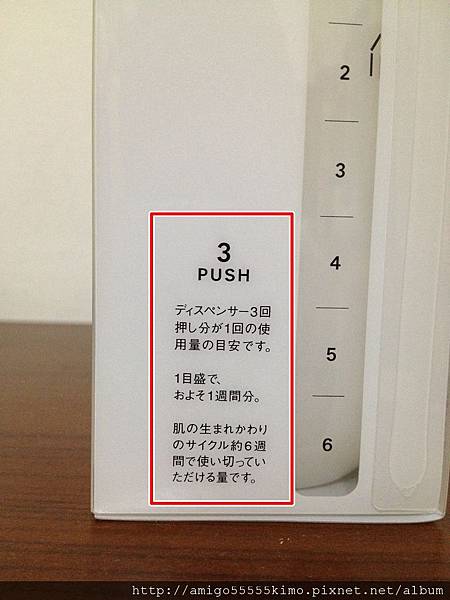 3
PUSH
ディスペンサー3回
押し分が1回の使
用量の目安です。
1目盛で、
およそ1週間分。
肌の生まれかわり
のサイクル約6週
間で使い切ってい
ただける量です。
2
3
4
5
6
http://amigo55555kimo.pixnet.net/album